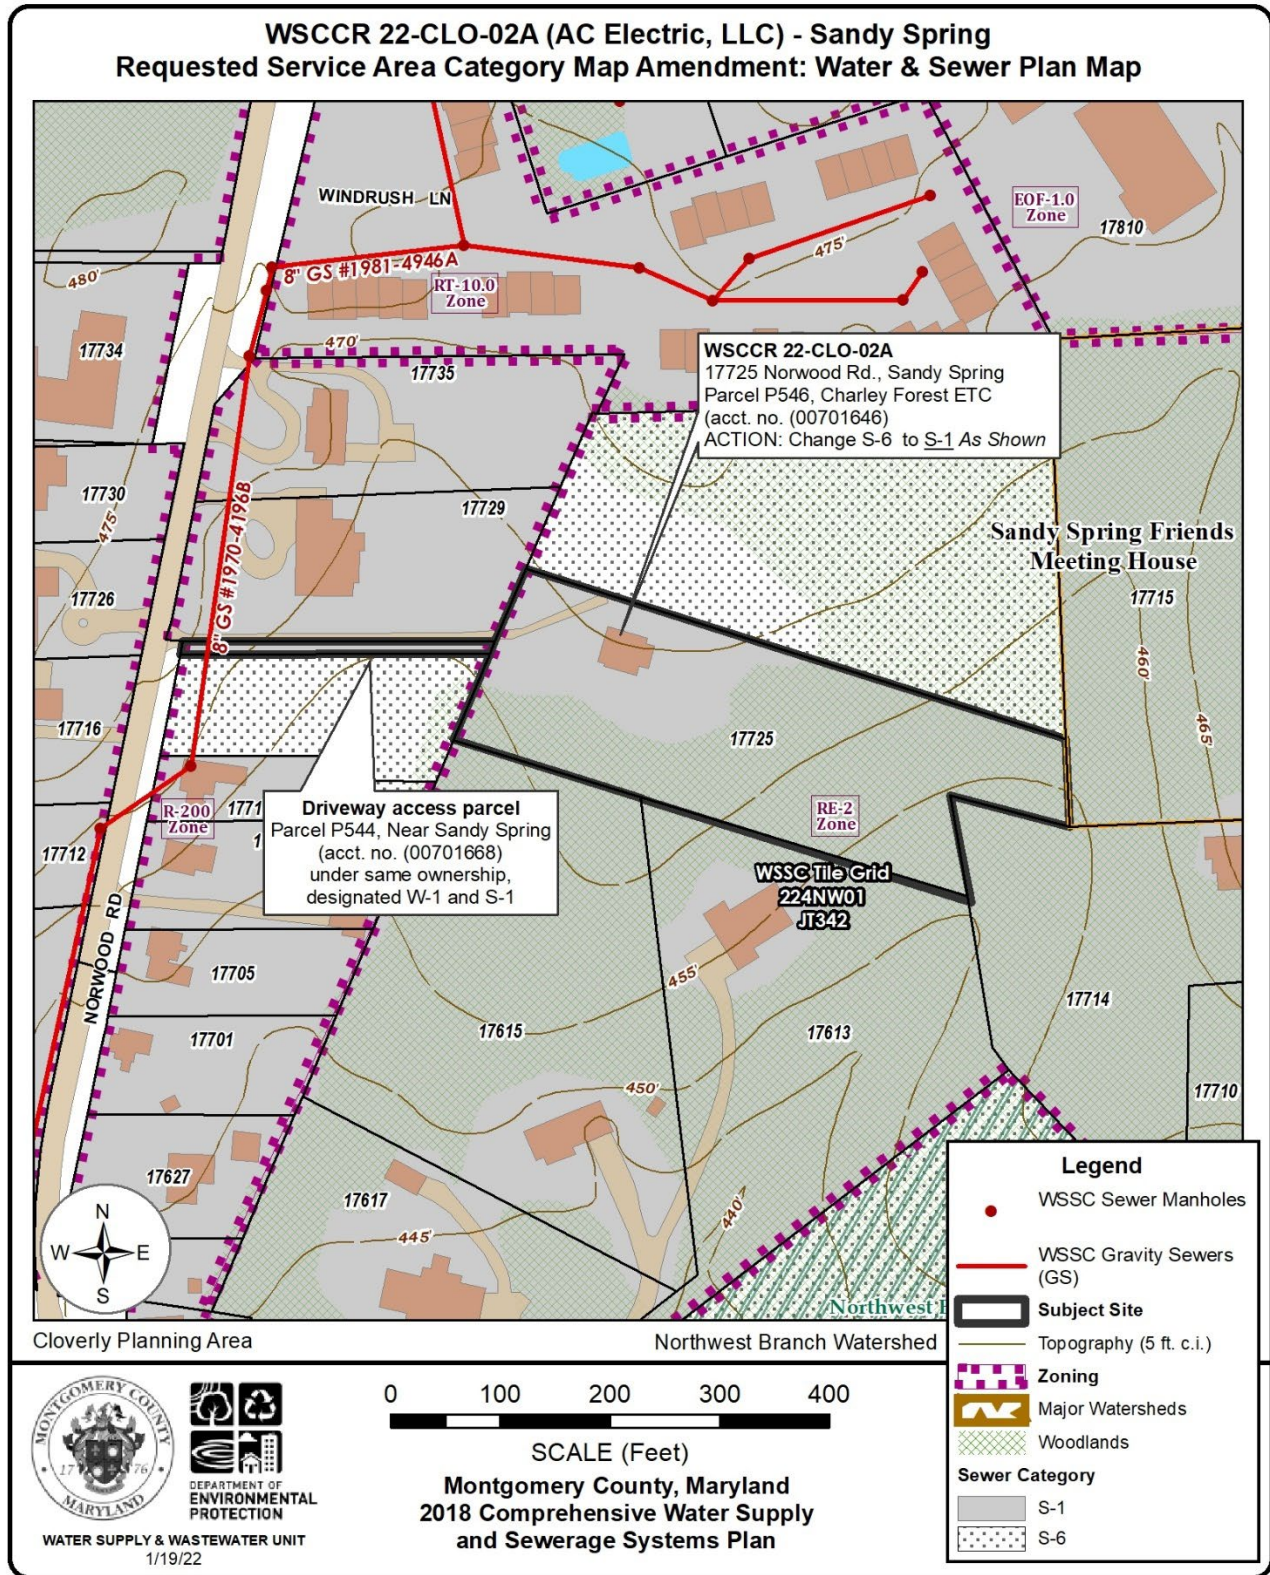 WSCCR 22-CLO-02A (AC Electric, LLC) - Sandy Spring
Requested Service Area Category Map Amendment: Water & Sewer Plan Map
WINDRUSH LN
EOF-1.0
Zone
17810
480'
475'
8" GS #1981-4946A
RT-10.0
Zone
17734
470'
17735
WSCCR 22-CLO-02A
17725 Norwood Rd., Sandy Spring
Parcel P546, Charley Forest ETC
(acct. no. (00701646)
ACTION: Change S-6 to S-1 As Shown
17730
475'
17729
8" GS #1970-4196B
Sandy Spring Friends
Meeting House
17726
17715
460'
465'
17716
17725
Driveway access parcel
Parcel P544, Near Sandy Spring
(acct. no. (00701668)
under same ownership,
designated W-1 and S-1
R-200
Zone
1771
1
17712
RE-2
Zone
WSSC Tile Grid
224NW01
JT342
NORWOOD RD
17705
455'
17714
17701
17615
17613
450'
17710
17627
17617
440'
445'
Northwest
N
W
E
S
Legend
WSSC Sewer Manholes
WSSC Gravity Sewers
(GS)
Subject Site
Topography (5 ft. c.i.)
Zoning
Major Watersheds
Woodlands
Sewer Category
S-1
S-6
Cloverly Planning Area
Northwest Branch Watershed
MONTGOMERY COUNTY
17 76
MARYLAND
DEPARTMENT OF
ENVIRONMENTAL
PROTECTION
WATER SUPPLY & WASTEWATER UNIT
1/19/22
0 100 200 300 400
SCALE (Feet)
Montgomery County, Maryland
2018 Comprehensive Water Supply
and Sewerage Systems Plan